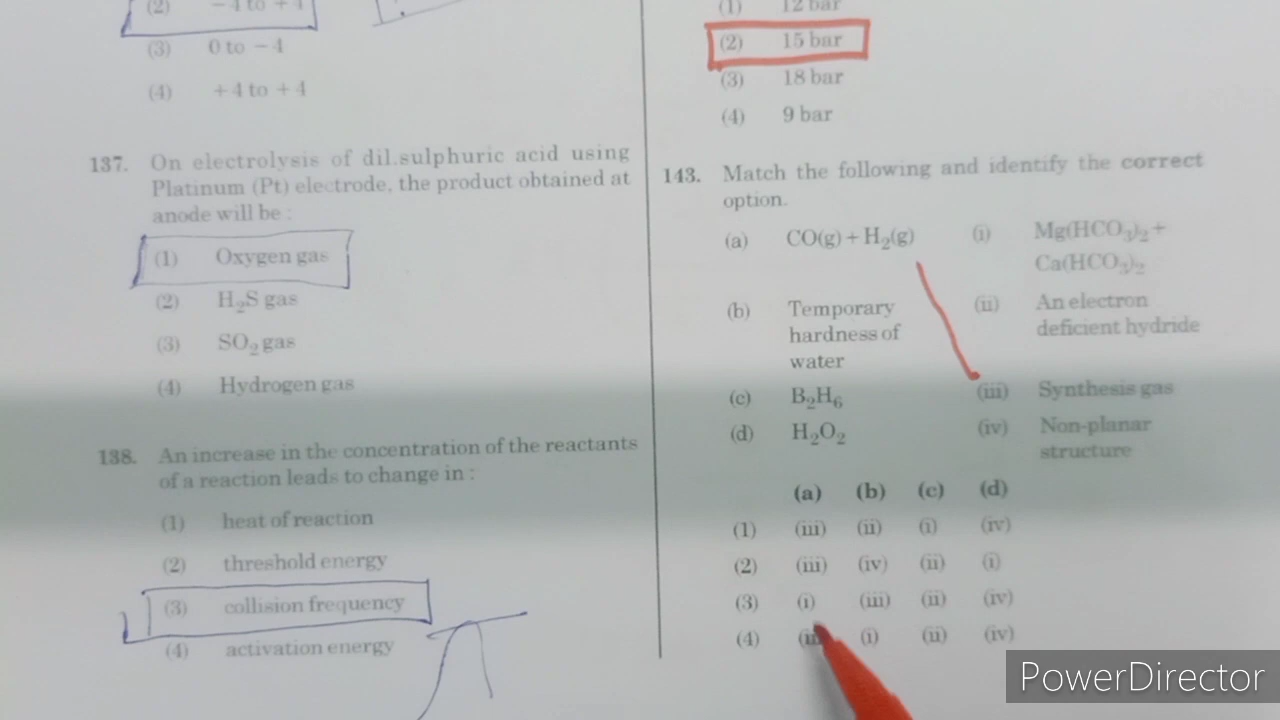 (2) −4 to +4
(3) 0 to −4
(4) +4 to +4
137. On electrolysis of dil.sulphuric acid using
Platinum (Pt) electrode, the product obtained at
anode will be :
(1) Oxygen gas
(2) H₂S gas
(3) SO₂ gas
(4) Hydrogen gas
138. An increase in the concentration of the reactants
of a reaction leads to change in :
(1) heat of reaction
(2) threshold energy
(3) collision frequency
(4) activation energy
(1) 12 bar
(2) 15 bar
(3) 18 bar
(4) 9 bar
143. Match the following and identify the correct
option.
(a) CO(g) + H₂(g) (i) Mg(HCO₃)₂ +
Ca(HCO₃)₂
(b) Temporary (ii) An electron
hardness of deficient hydride
water
(c) B₂H₆ (iii) Synthesis gas
(d) H₂O₂ (iv) Non-planar
structure
(a) (b) (c) (d)
(1) (iii) (ii) (i) (iv)
(2) (iii) (iv) (ii) (i)
(3) (i) (iii) (ii) (iv)
(4) (i) (ii) (iv)
PowerDirector